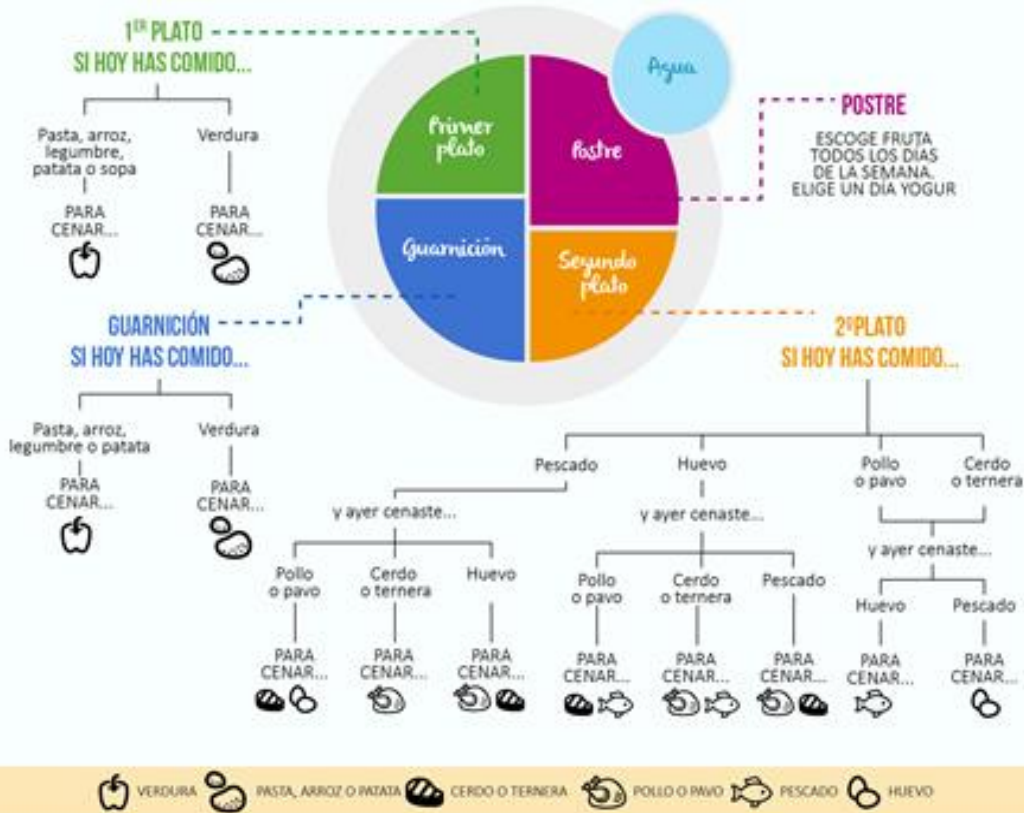 1ER PLATO
SI HOY HAS COMIDO...
Pasta, arroz,
legumbre,
patata o sopa
PARA
CENAR...
Verdura
PARA
CENAR...
Primer
plato
Postre
Agua
Guarnición
Segundo
plato
POSTRE
ESCOGE FRUTA
TODOS LOS DÍAS
DE LA SEMANA.
ELIGE UN DÍA YOGUR
GUARNICIÓN
SI HOY HAS COMIDO...
Pasta, arroz,
legumbre o patata
PARA
CENAR...
Verdura
PARA
CENAR...
2ºPLATO
SI HOY HAS COMIDO...
Pescado
y ayer cenaste...
Pollo
o pavo
PARA
CENAR...
Cerdo
o ternera
PARA
CENAR...
Huevo
PARA
CENAR...
Huevo
y ayer cenaste...
Pollo
o pavo
PARA
CENAR...
Cerdo
o ternera
PARA
CENAR...
Pescado
PARA
CENAR...
Pollo
o pavo
Cerdo
o ternera
y ayer cenaste...
Huevo
PARA
CENAR...
Pescado
PARA
CENAR...
VERDURA
PASTA, ARROZ O PATATA
CERDO O TERNERA
POLLO O PAVO
PESCADO
HUEVO